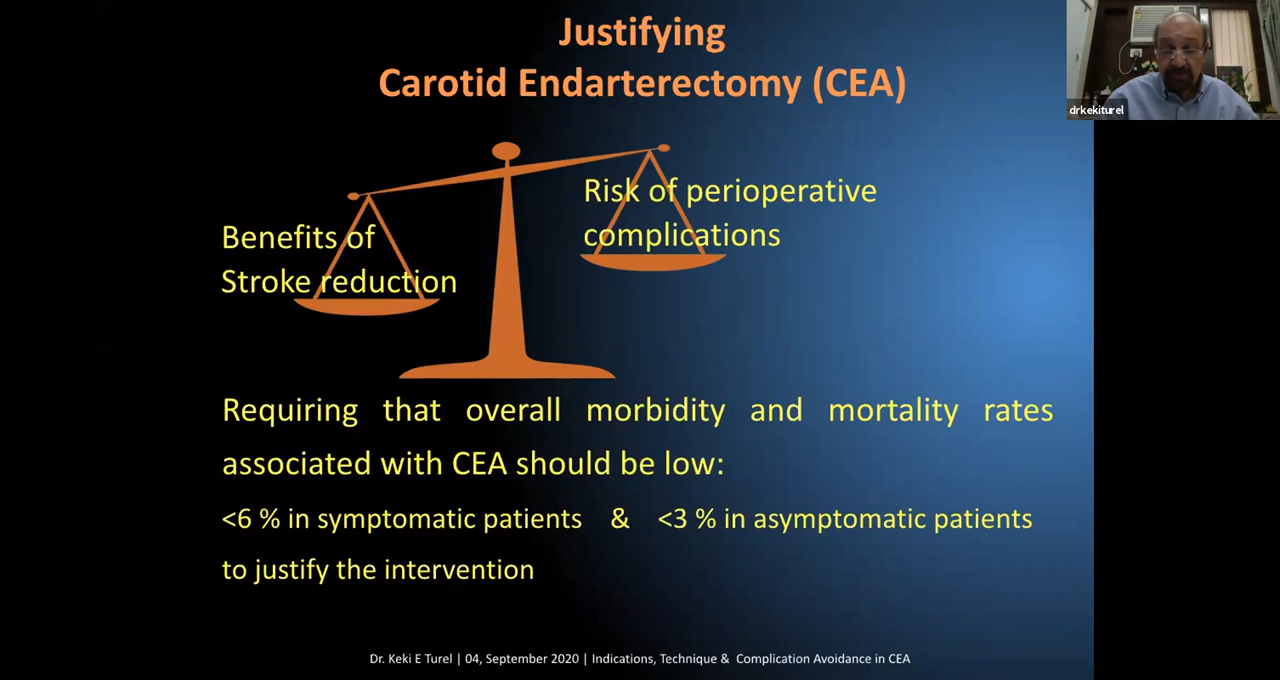 Justifying
Carotid Endarterectomy (CEA)
drkekiturel
Risk of perioperative
complications
Benefits of
Stroke reduction
Requiring that overall morbidity and mortality rates
associated with CEA should be low:
<6 % in symptomatic patients & <3 % in asymptomatic patients
to justify the intervention
Dr. Keki E Turel | 04, September 2020 | Indications, Technique & Complication Avoidance in CEA